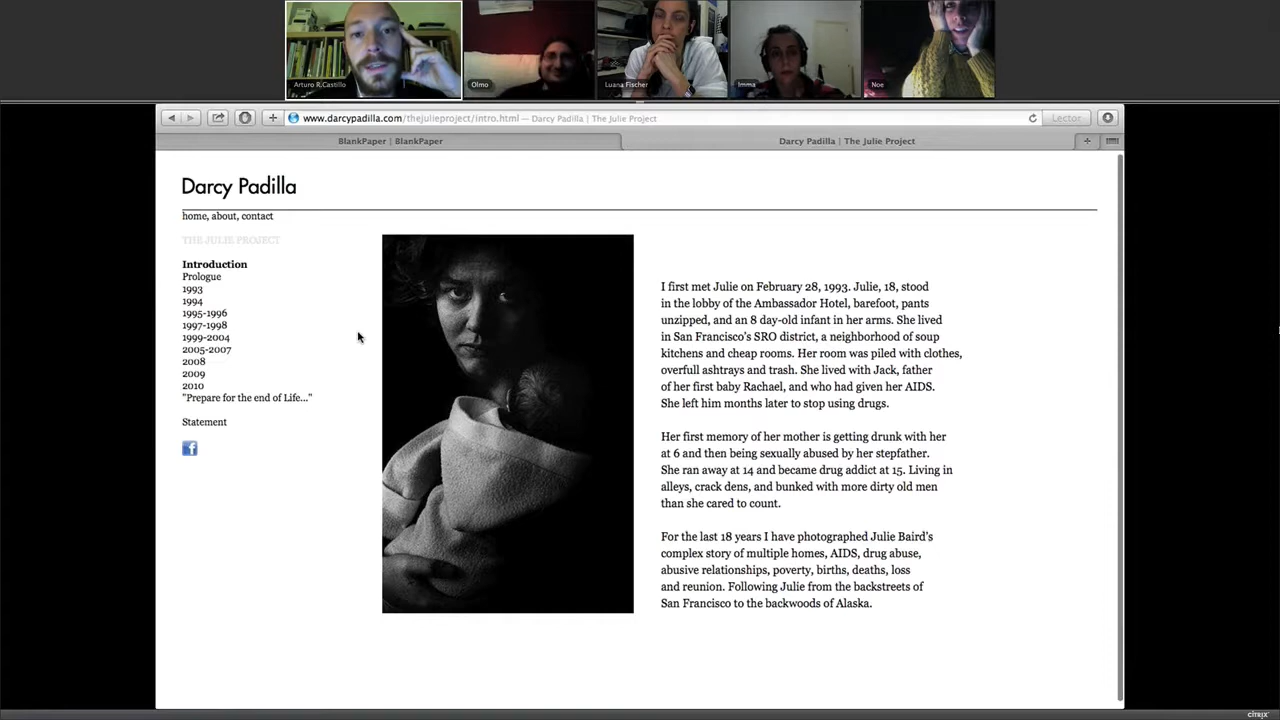 Arturo R.Castillo
Olmo
Luana Fischer
Imma
Noe
www.darcypadilla.com/thejulieproject/intro.html — Darcy Padilla | The Julie Project
Lector
BlankPaper | BlankPaper
Darcy Padilla | The Julie Project
Darcy Padilla
home, about, contact
THE JULIE PROJECT
Introduction
Prologue
1993
1994
1995-1996
1997-1998
1999-2004
2005-2007
2008
2009
2010
"Prepare for the end of Life..."
Statement
I first met Julie on February 28, 1993. Julie, 18, stood
in the lobby of the Ambassador Hotel, barefoot, pants
unzipped, and an 8 day-old infant in her arms. She lived
in San Francisco's SRO district, a neighborhood of soup
kitchens and cheap rooms. Her room was piled with clothes,
overfull ashtrays and trash. She lived with Jack, father
of her first baby Rachael, and who had given her AIDS.
She left him months later to stop using drugs.
Her first memory of her mother is getting drunk with her
at 6 and then being sexually abused by her stepfather.
She ran away at 14 and became drug addict at 15. Living in
alleys, crack dens, and bunked with more dirty old men
than she cared to count.
For the last 18 years I have photographed Julie Baird's
complex story of multiple homes, AIDS, drug abuse,
abusive relationships, poverty, births, deaths, loss
and reunion. Following Julie from the backstreets of
San Francisco to the backwoods of Alaska.
CITRIX